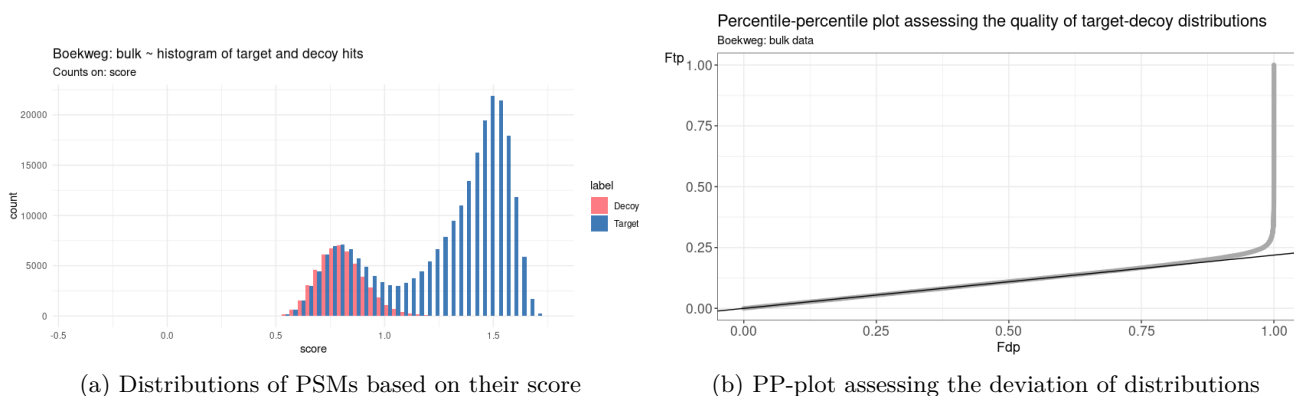 Boekweg: bulk ~ histogram of target and decoy hits
Counts on: score
count
20000
15000
10000
5000
0
-0.5 0.0 0.5 1.0 1.5
score
label
Decoy
Target
(a) Distributions of PSMs based on their score
Percentile-percentile plot assessing the quality of target-decoy distributions
Boekweg: bulk data
Ftp
1.00
0.75
0.50
0.25
0.00
0.00 0.25 0.50 0.75 1.00
Fdp
(b) PP-plot assessing the deviation of distributions